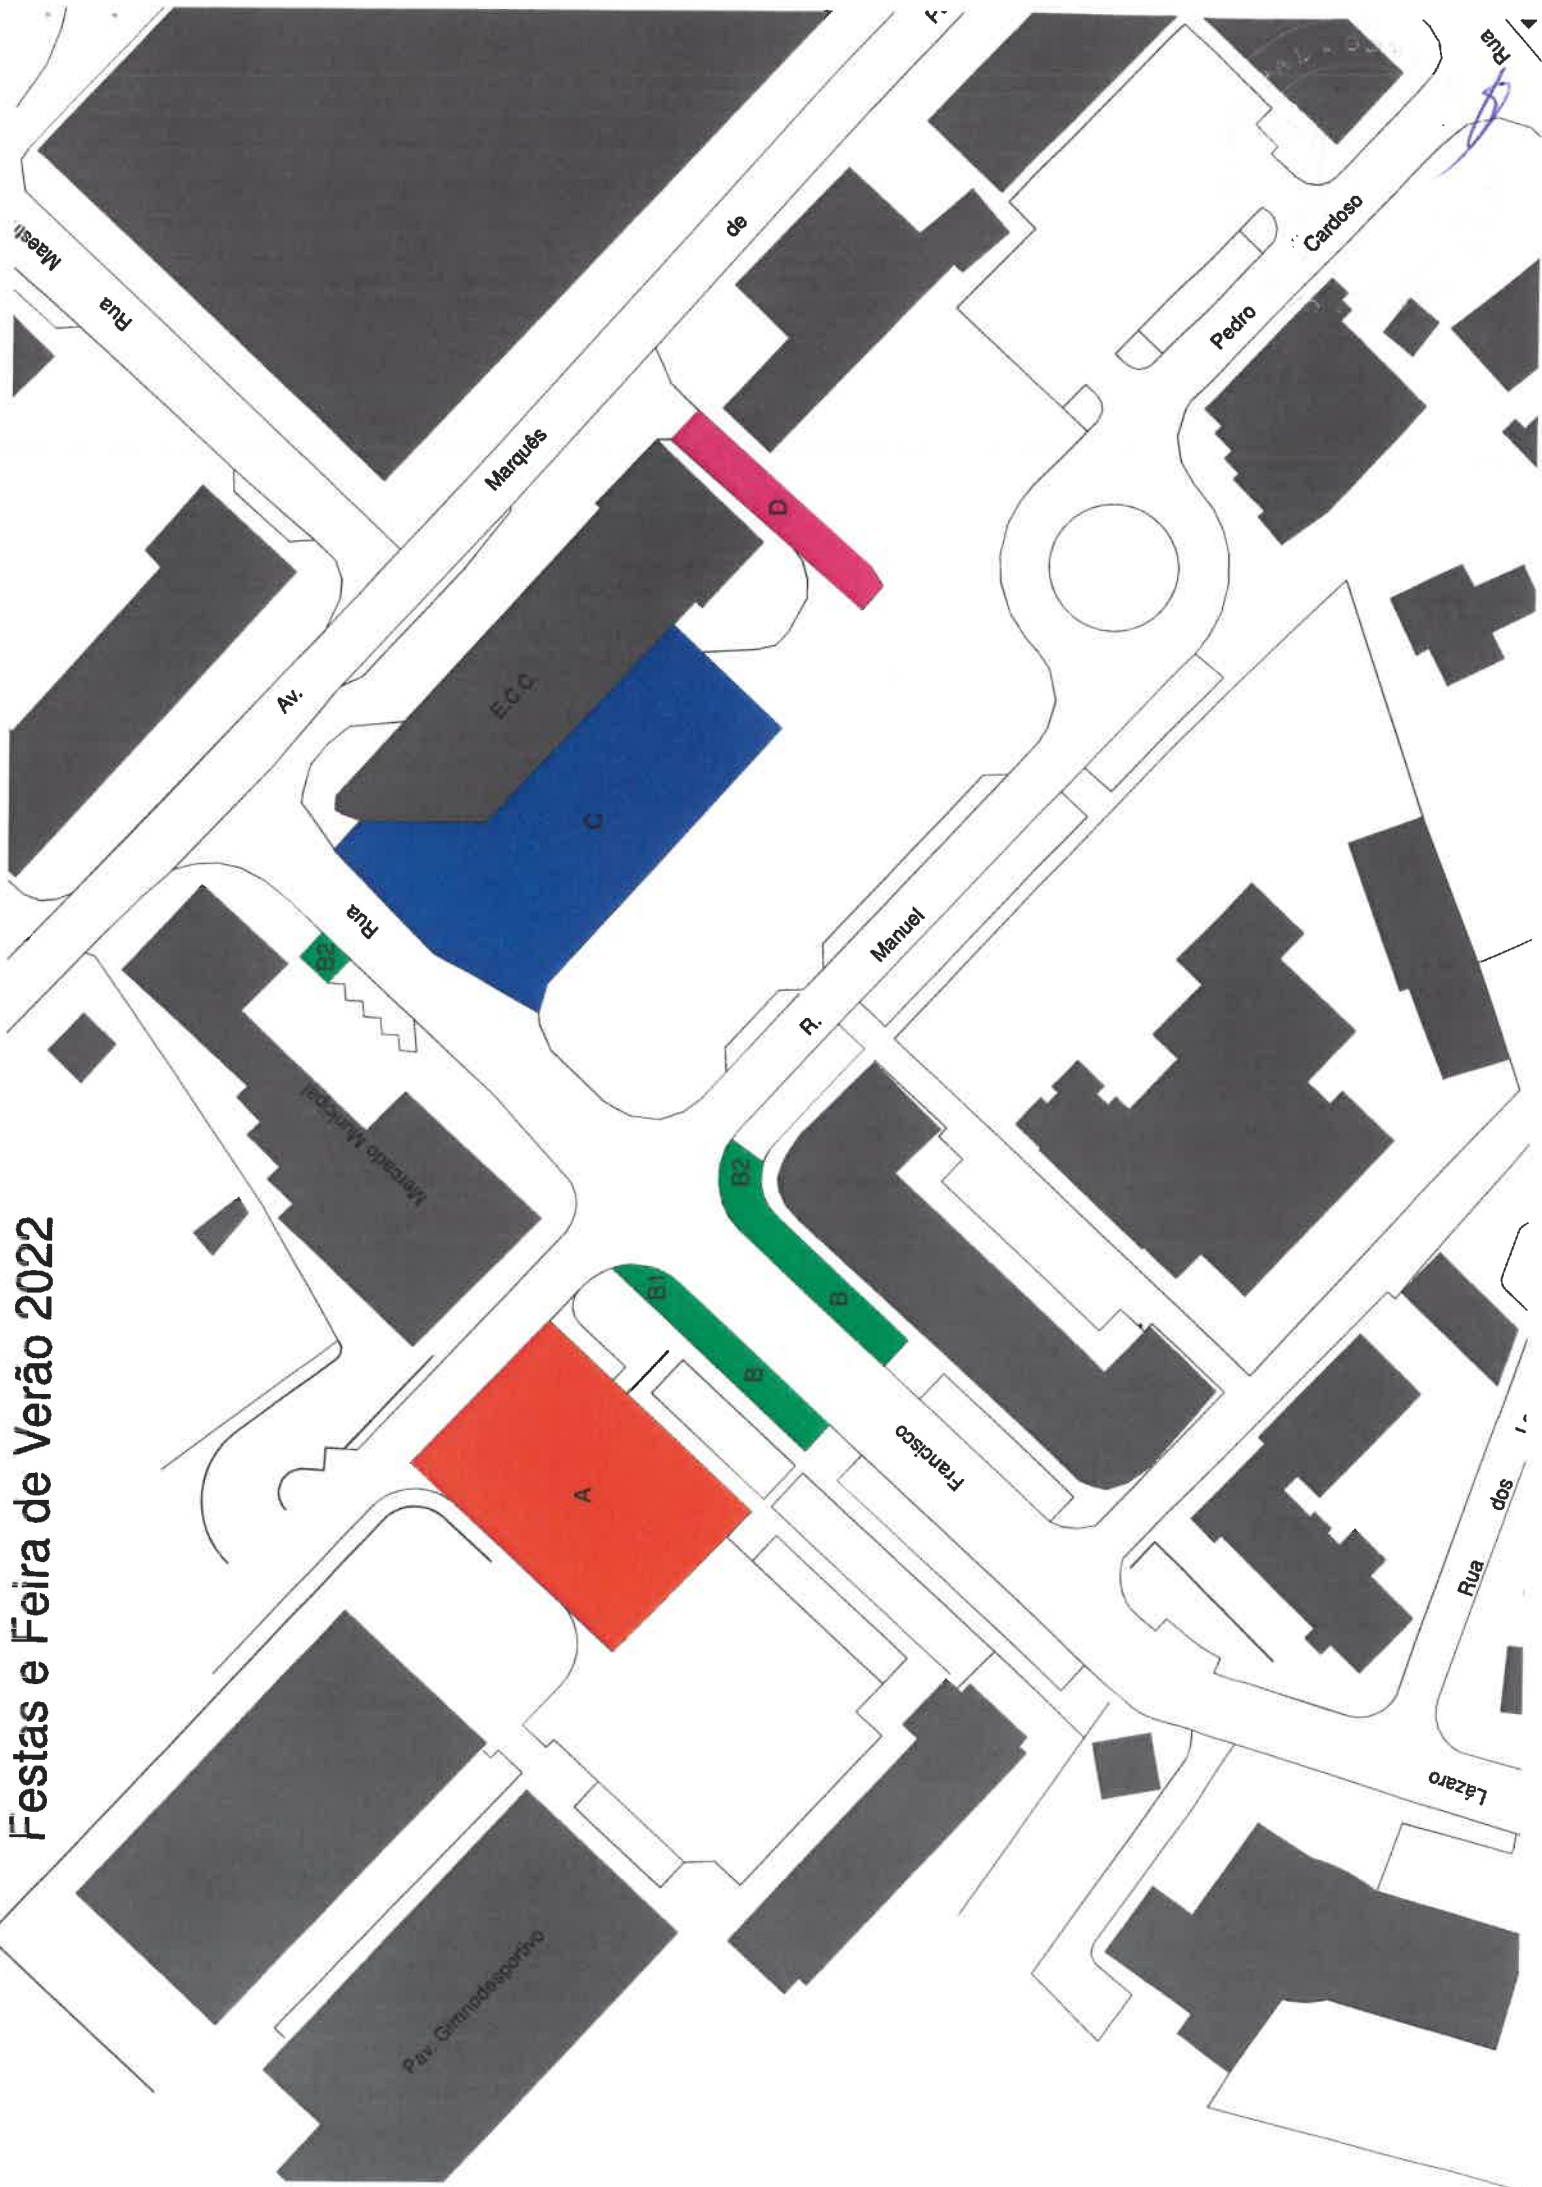 Festas e Feira de Verão 2022
Rua
Av.
Marquês
de
Rua
E.C.C.
C
D
B2
Mercado Municipal
R.
Manuel
Pedro
Cardoso
Rua
B2
B
B1
B
A
Francisco
Lázaro
Rua
dos
Pav. Gimnodesportivo